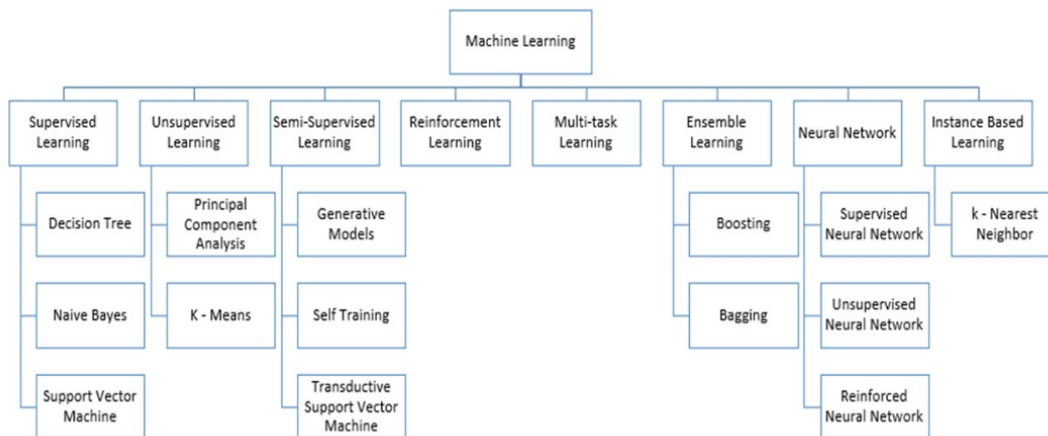 Machine Learning
Supervised
Learning
Unsupervised
Learning
Semi-Supervised
Learning
Reinforcement
Learning
Multi-task
Learning
Ensemble
Learning
Neural Network
Instance Based
Learning
Decision Tree
Principal
Component
Analysis
Generative
Models
Boosting
Supervised
Neural Network
k - Nearest
Neighbor
Naive Bayes
K - Means
Self Training
Bagging
Unsupervised
Neural Network
Support Vector
Machine
Transductive
Support Vector
Machine
Reinforced
Neural Network